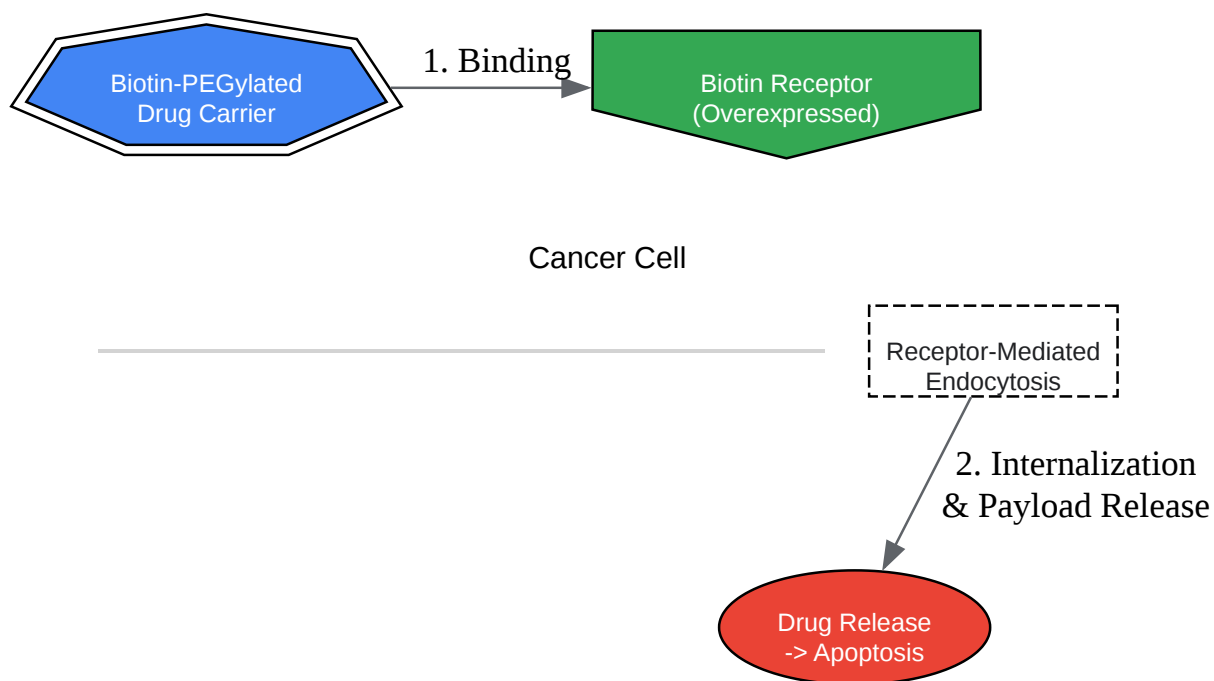 Biotin-PEGylated
Drug Carrier
1. Binding
Biotin Receptor
(Overexpressed)
Cancer Cell
Receptor-Mediated
Endocytosis
2. Internalization
& Payload Release
Drug Release
-> Apoptosis